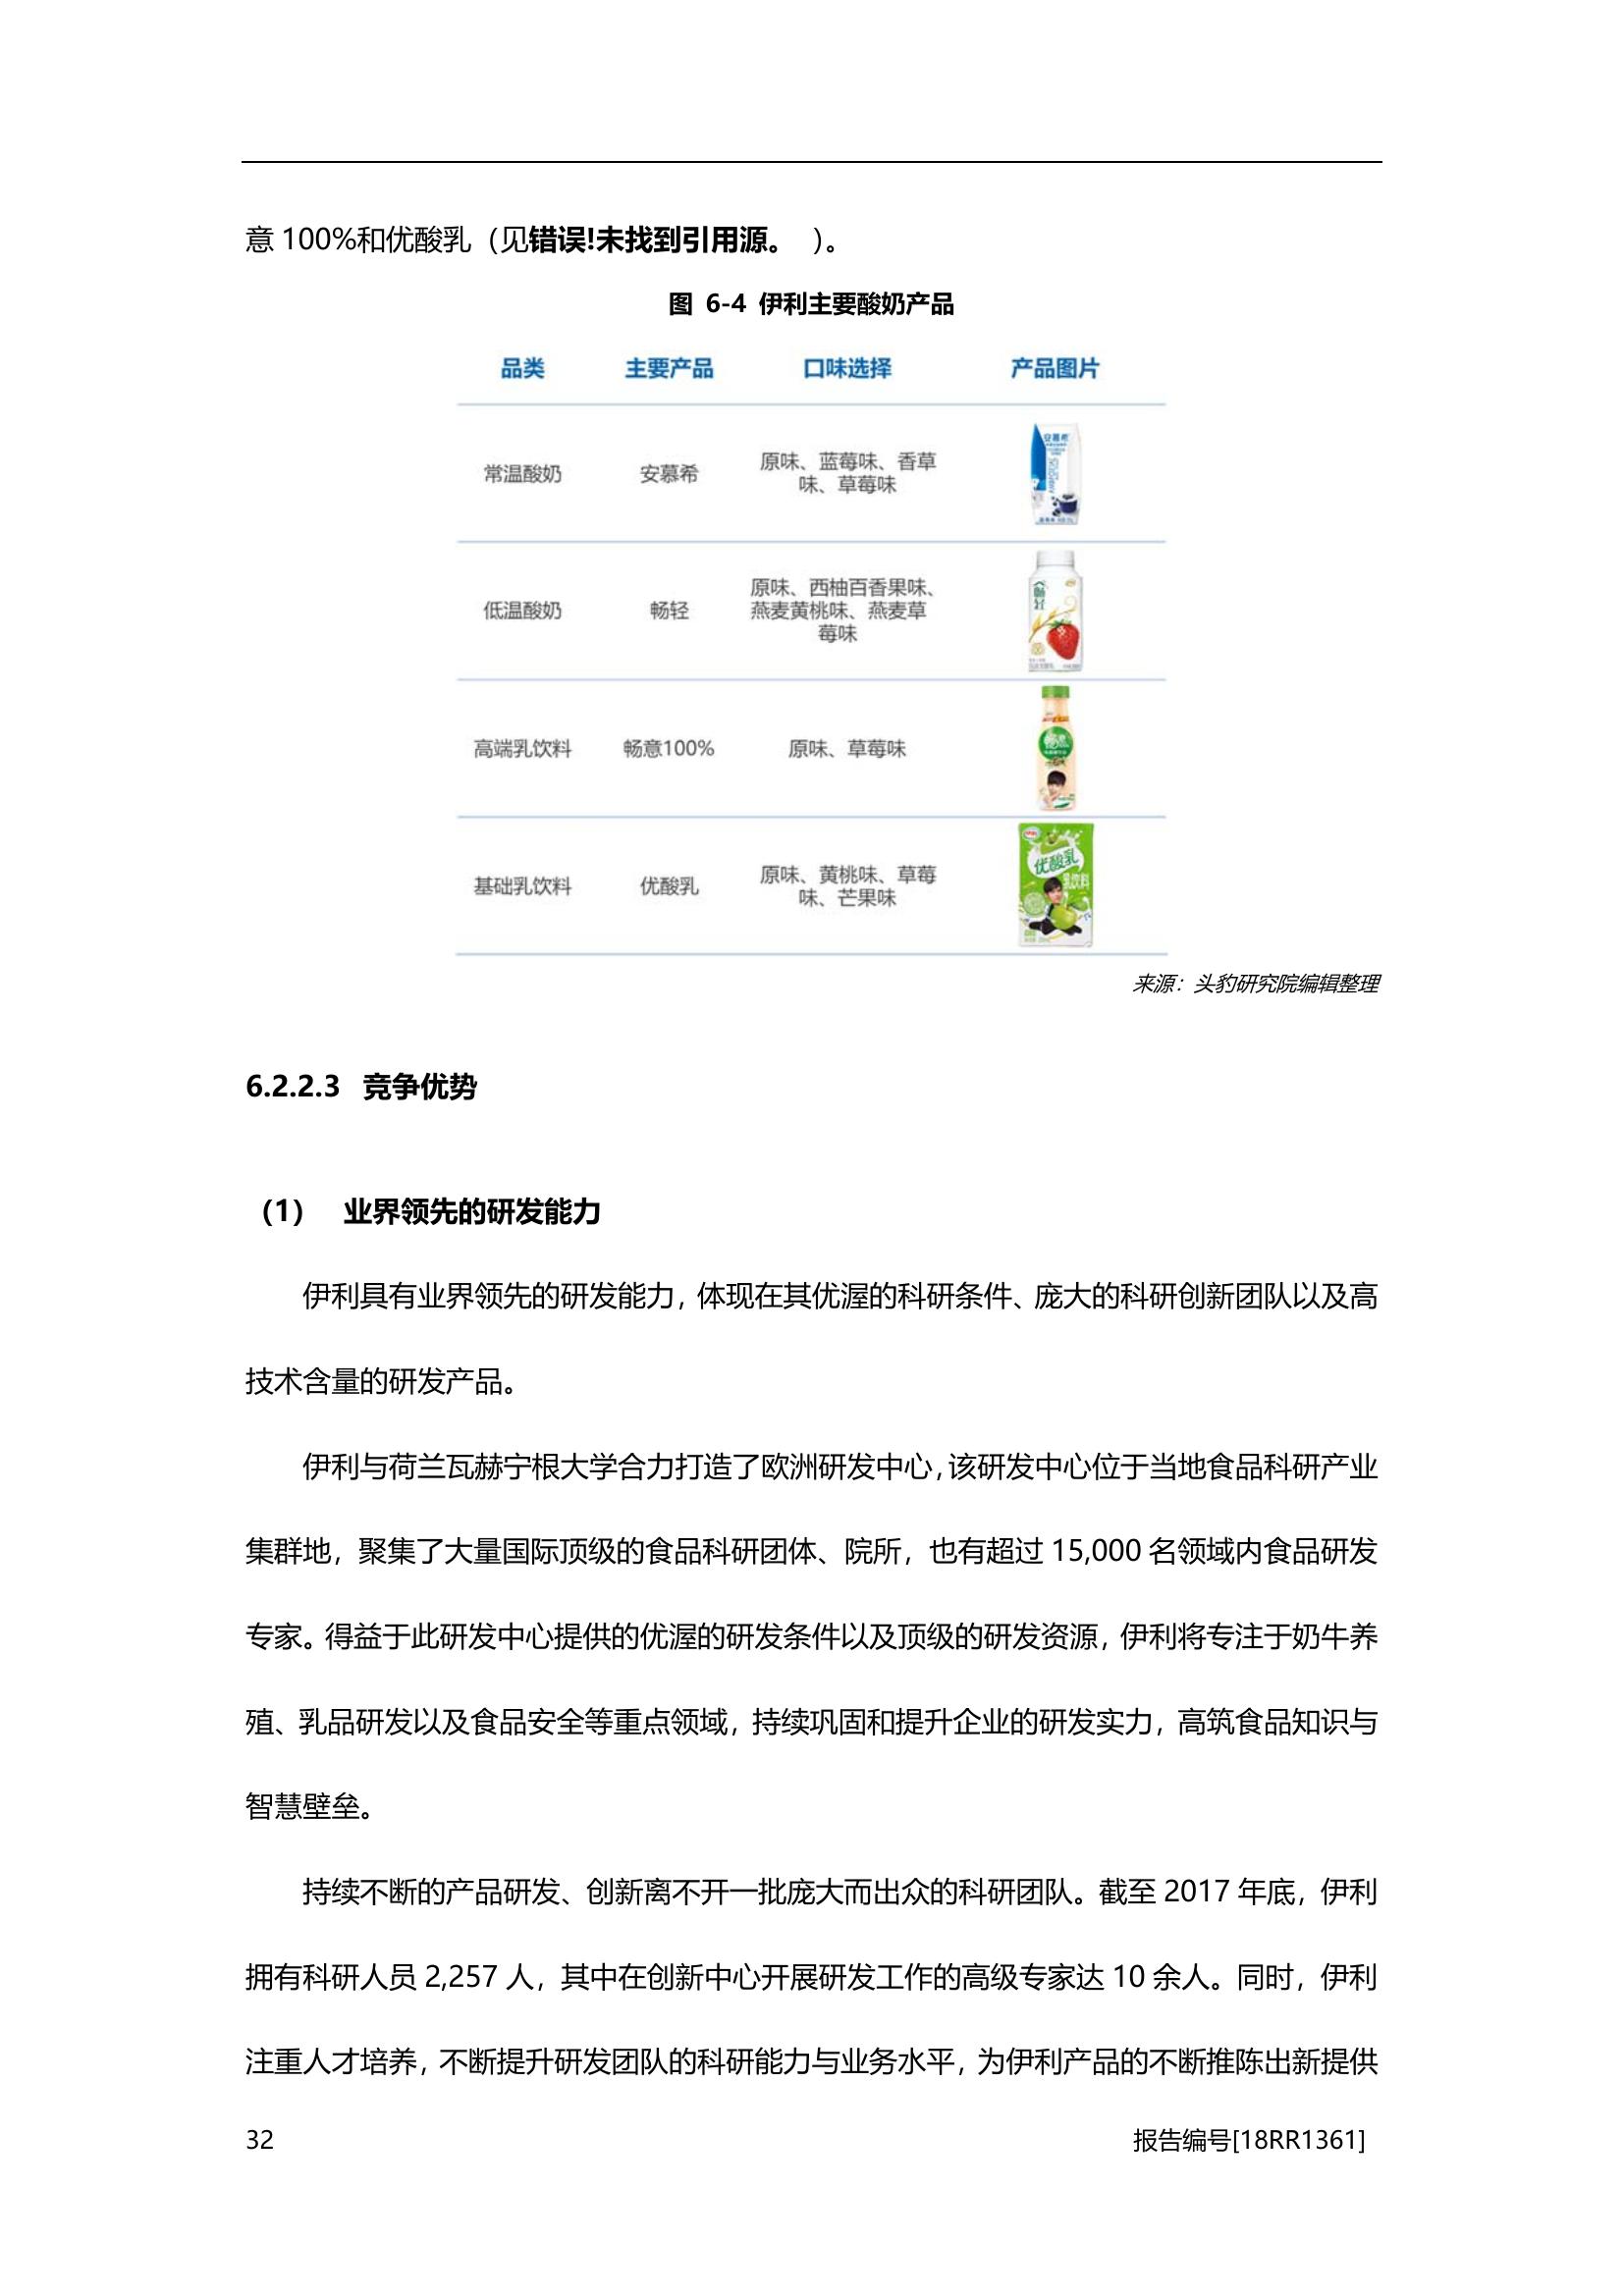 意 100%和优酸乳（见错误!未找到引用源。 ）。
图 6-4 伊利主要酸奶产品
品类 主要产品 口味选择 产品图片
常温酸奶 安慕希 原味、蓝莓味、香草
味、草莓味
安慕希
低温酸奶 畅轻 原味、西柚百香果味、
燕麦黄桃味、燕麦草
莓味
畅轻
高端乳饮料 畅意100% 原味、草莓味
畅意
基础乳饮料 优酸乳 原味、黄桃味、草莓
味、芒果味
优酸乳
乳饮料
来源：头豹研究院编辑整理
6.2.2.3 竞争优势
（1） 业界领先的研发能力
伊利具有业界领先的研发能力，体现在其优渥的科研条件、庞大的科研创新团队以及高
技术含量的研发产品。
伊利与荷兰瓦赫宁根大学合力打造了欧洲研发中心，该研发中心位于当地食品科研产业
集群地，聚集了大量国际顶级的食品科研团体、院所，也有超过 15,000 名领域内食品研发
专家。得益于此研发中心提供的优渥的研发条件以及顶级的研发资源，伊利将专注于奶牛养
殖、乳品研发以及食品安全等重点领域，持续巩固和提升企业的研发实力，高筑食品知识与
智慧壁垒。
持续不断的产品研发、创新离不开一批庞大而出众的科研团队。截至 2017 年底，伊利
拥有科研人员 2,257 人，其中在创新中心开展研发工作的高级专家达 10 余人。同时，伊利
注重人才培养，不断提升研发团队的科研能力与业务水平，为伊利产品的不断推陈出新提供
32 报告编号[18RR1361]